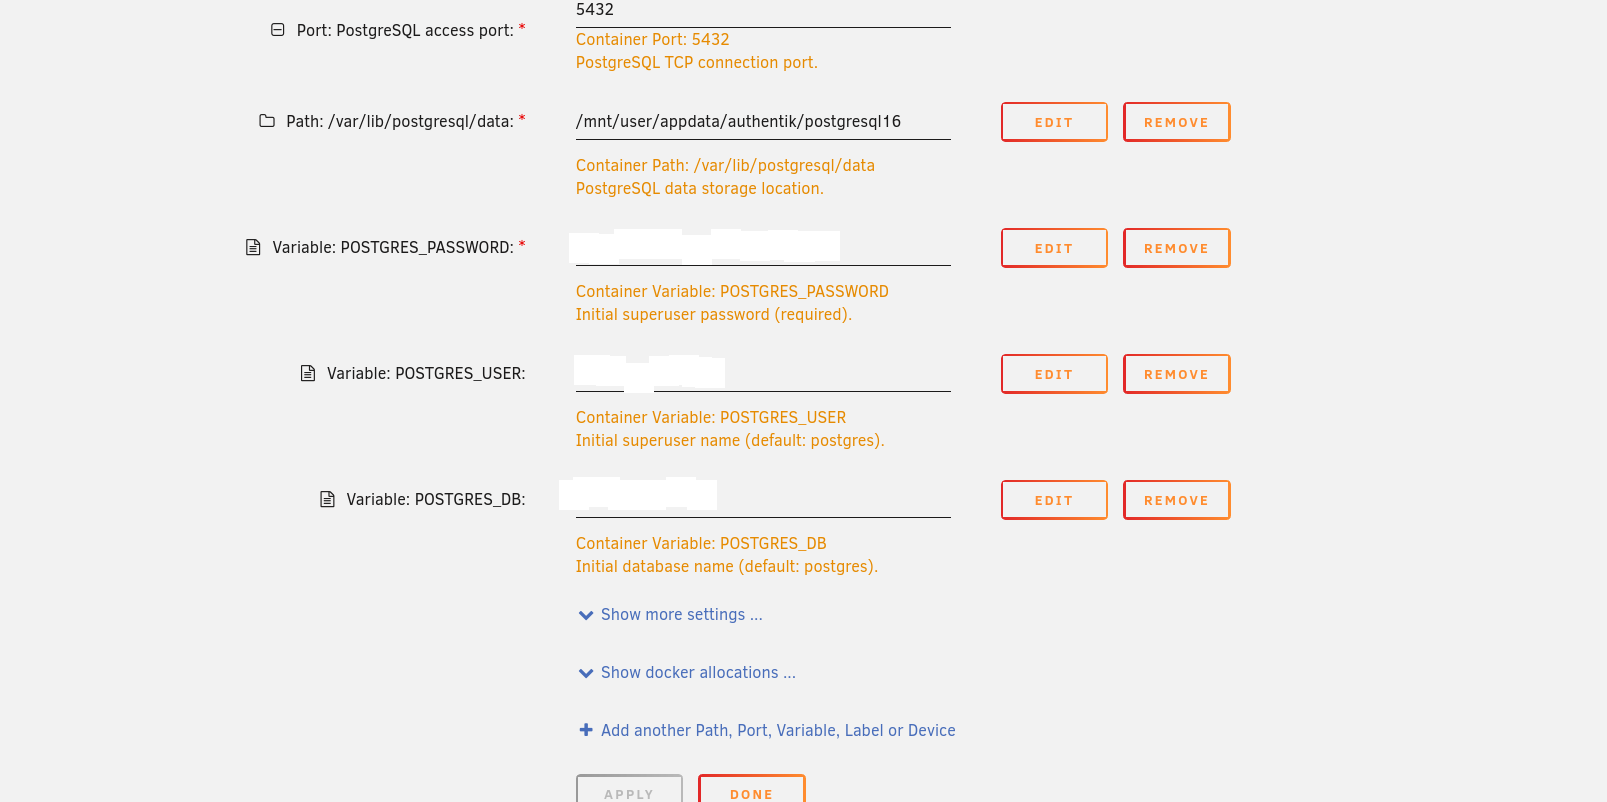 5432
Port: PostgreSQL access port: *
Container Port: 5432
PostgreSQL TCP connection port.
Path: /var/lib/postgresql/data: * /mnt/user/appdata/authentik/postgresql16 EDIT REMOVE
Container Path: /var/lib/postgresql/data
PostgreSQL data storage location.
Variable: POSTGRES_PASSWORD: * EDIT REMOVE
Container Variable: POSTGRES_PASSWORD
Initial superuser password (required).
Variable: POSTGRES_USER: EDIT REMOVE
Container Variable: POSTGRES_USER
Initial superuser name (default: postgres).
Variable: POSTGRES_DB: EDIT REMOVE
Container Variable: POSTGRES_DB
Initial database name (default: postgres).
Show more settings ...
Show docker allocations ...
Add another Path, Port, Variable, Label or Device
APPLY DONE